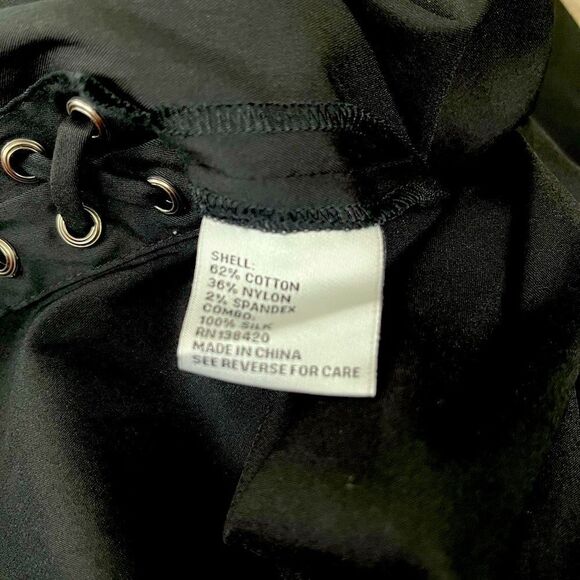 SHELL:
62% COTTON
36% NYLON
2% SPANDEX
COMBO:
100% SILK
RN138420
MADE IN CHINA
SEE REVERSE FOR CARE